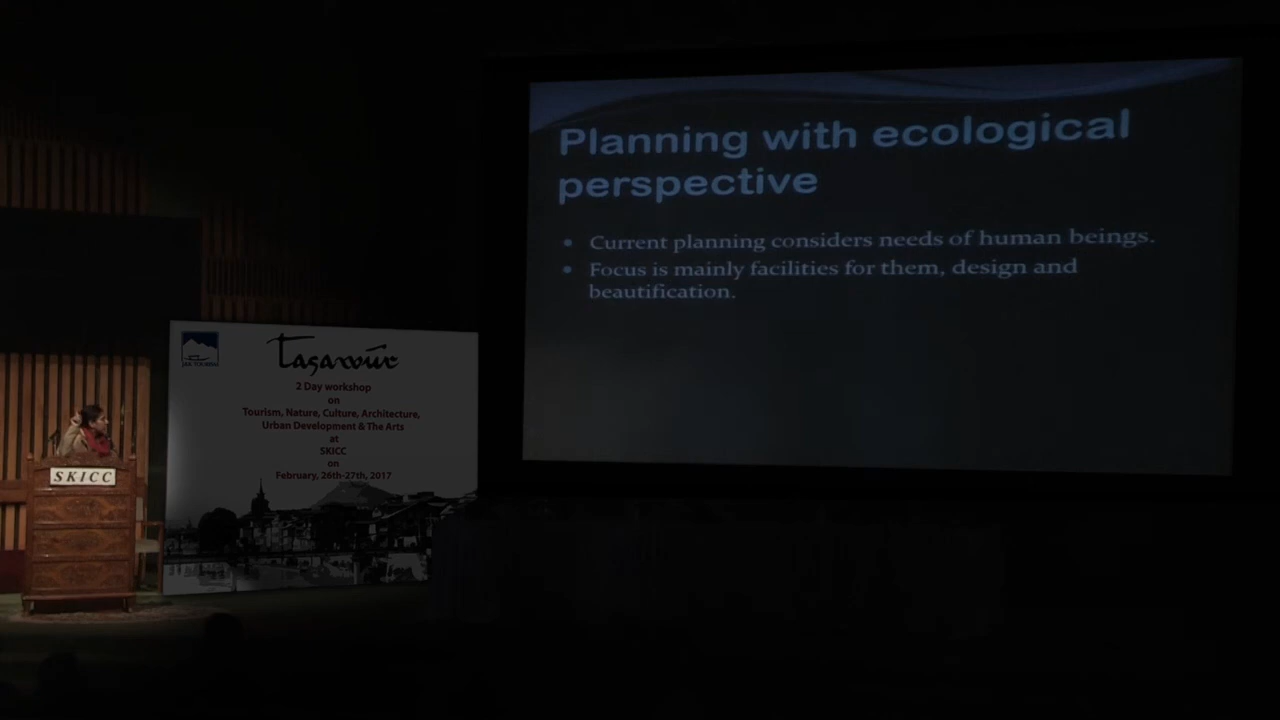 Planning with ecological
perspective
• Current planning considers needs of human beings.
• Focus is mainly facilities for them, design and
beautification.
J&K TOURISM
Tasawwur
2 Day workshop
on
Tourism, Nature, Culture, Architecture,
Urban Development & The Arts
at
SKICC
on
February, 26th-27th, 2017
SKICC